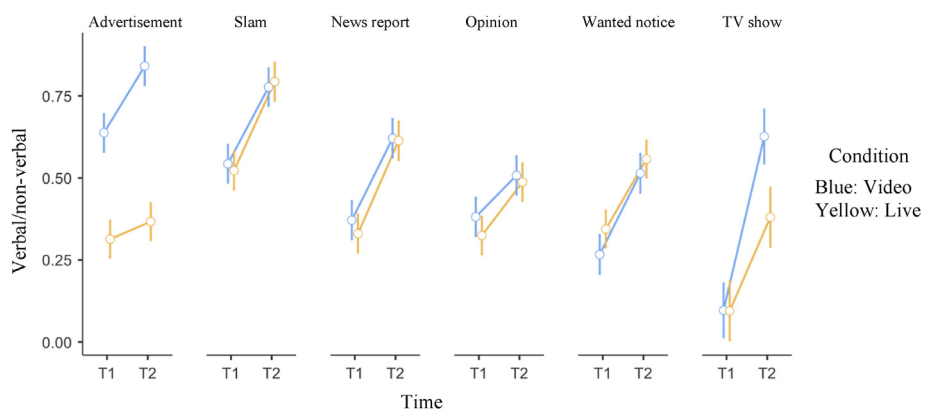 Advertisement Slam News report Opinion Wanted notice TV show
Verbal/non-verbal
0.75
0.50
0.25
0.00
Condition
Blue: Video
Yellow: Live
T1 T2 T1 T2 T1 T2 T1 T2 T1 T2 T1 T2
Time